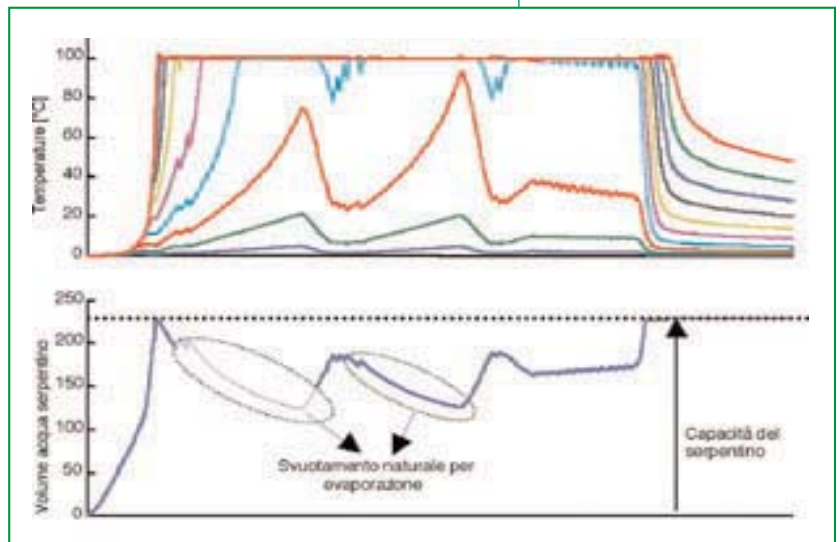 Temperature [°C]
100
80
60
40
20
0
Volume acqua serpentino
250
200
150
100
50
0
Svuotamento naturale per
evaporazione
Capacità del
serpentino